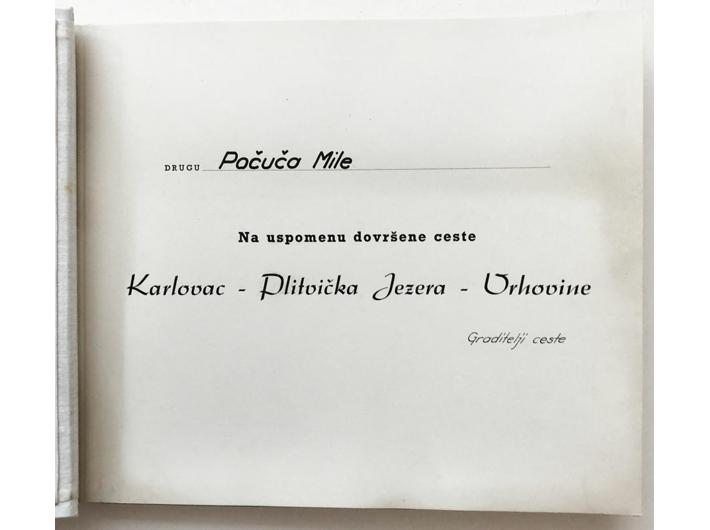 DRUGU Počuča Mile
Na uspomenu dovršene ceste
Karlovac - Plitvička Jezera - Vrhovine
Graditelji ceste